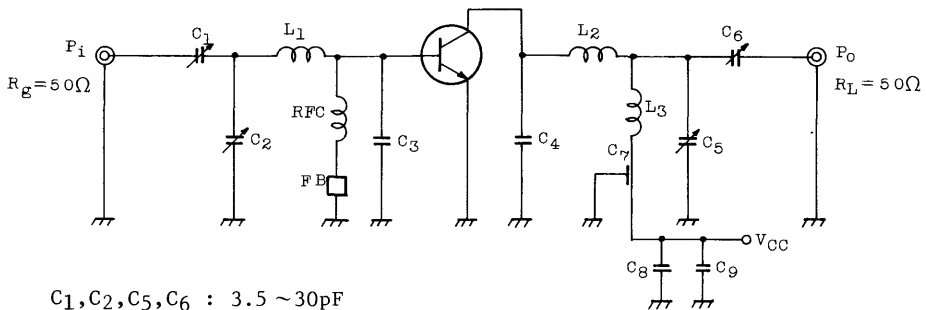 Pi
Rg=50Ω
C1
C2
L1
RFC
FB
C3
C4
L2
L3
C7
C5
C6
Po
RL=50Ω
VCC
C8
C9
C1,C2,C5,C6 : 3.5 ~ 30pF